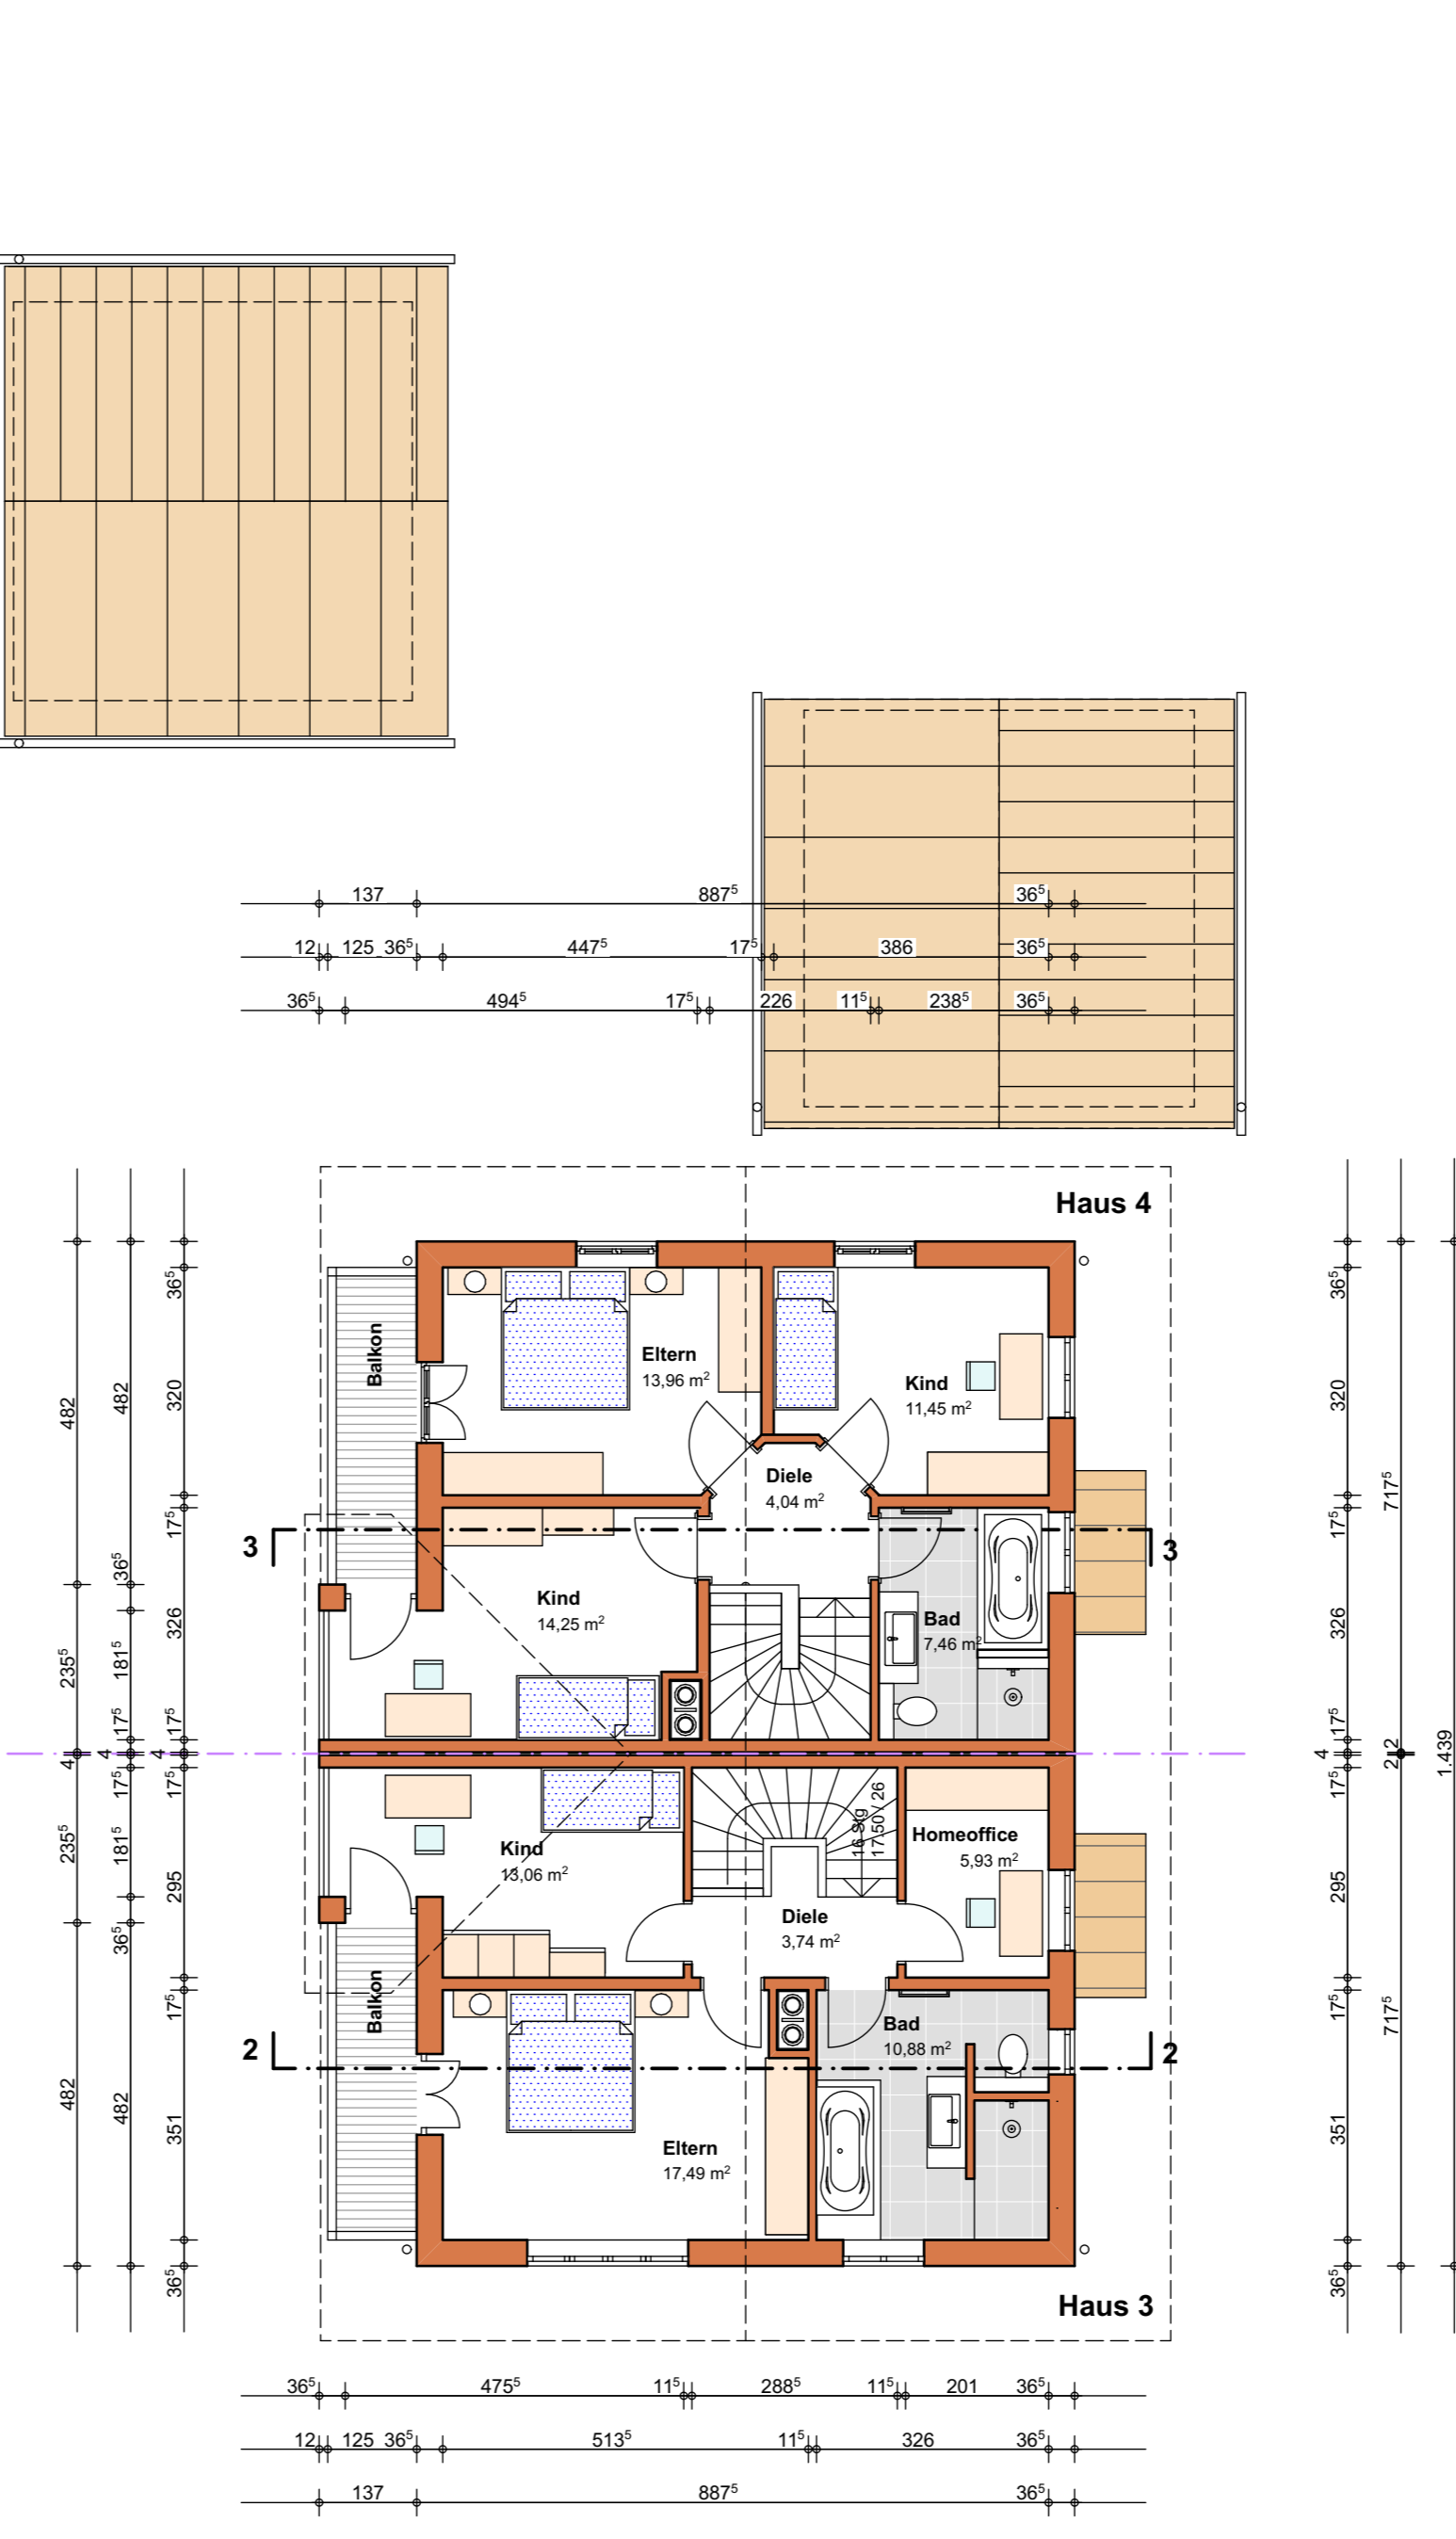 137 887⁵ 36⁵
12 125 36⁵ 447⁵ 17⁵ 386 36⁵
36⁵ 494⁵ 17⁵ 226 11⁵ 238⁵ 36⁵
Haus 4
482
235⁵
4
235⁵
482
482
36⁵
181⁵
17⁵
4
17⁵
181⁵
36⁵
482
36⁵
320
17⁵
326
17⁵
4
17⁵
295
17⁵
351
36⁵
Balkon
Eltern
13,96 m²
Kind
11,45 m²
Diele
4,04 m²
3
3
Kind
14,25 m²
Bad
7,46 m²
Kind
13,06 m²
16 Stg
17.50 / 26
Homeoffice
5,93 m²
Diele
3,74 m²
Balkon
2
2
Bad
10,88 m²
Eltern
17,49 m²
Haus 3
36⁵
320
17⁵
326
17⁵
4
17⁵
295
17⁵
351
36⁵
717⁵
2
2
717⁵
1.439
36⁵ 475⁵ 11⁵ 288⁵ 11⁵ 201 36⁵
12 125 36⁵ 513⁵ 11⁵ 326 36⁵
137 887⁵ 36⁵